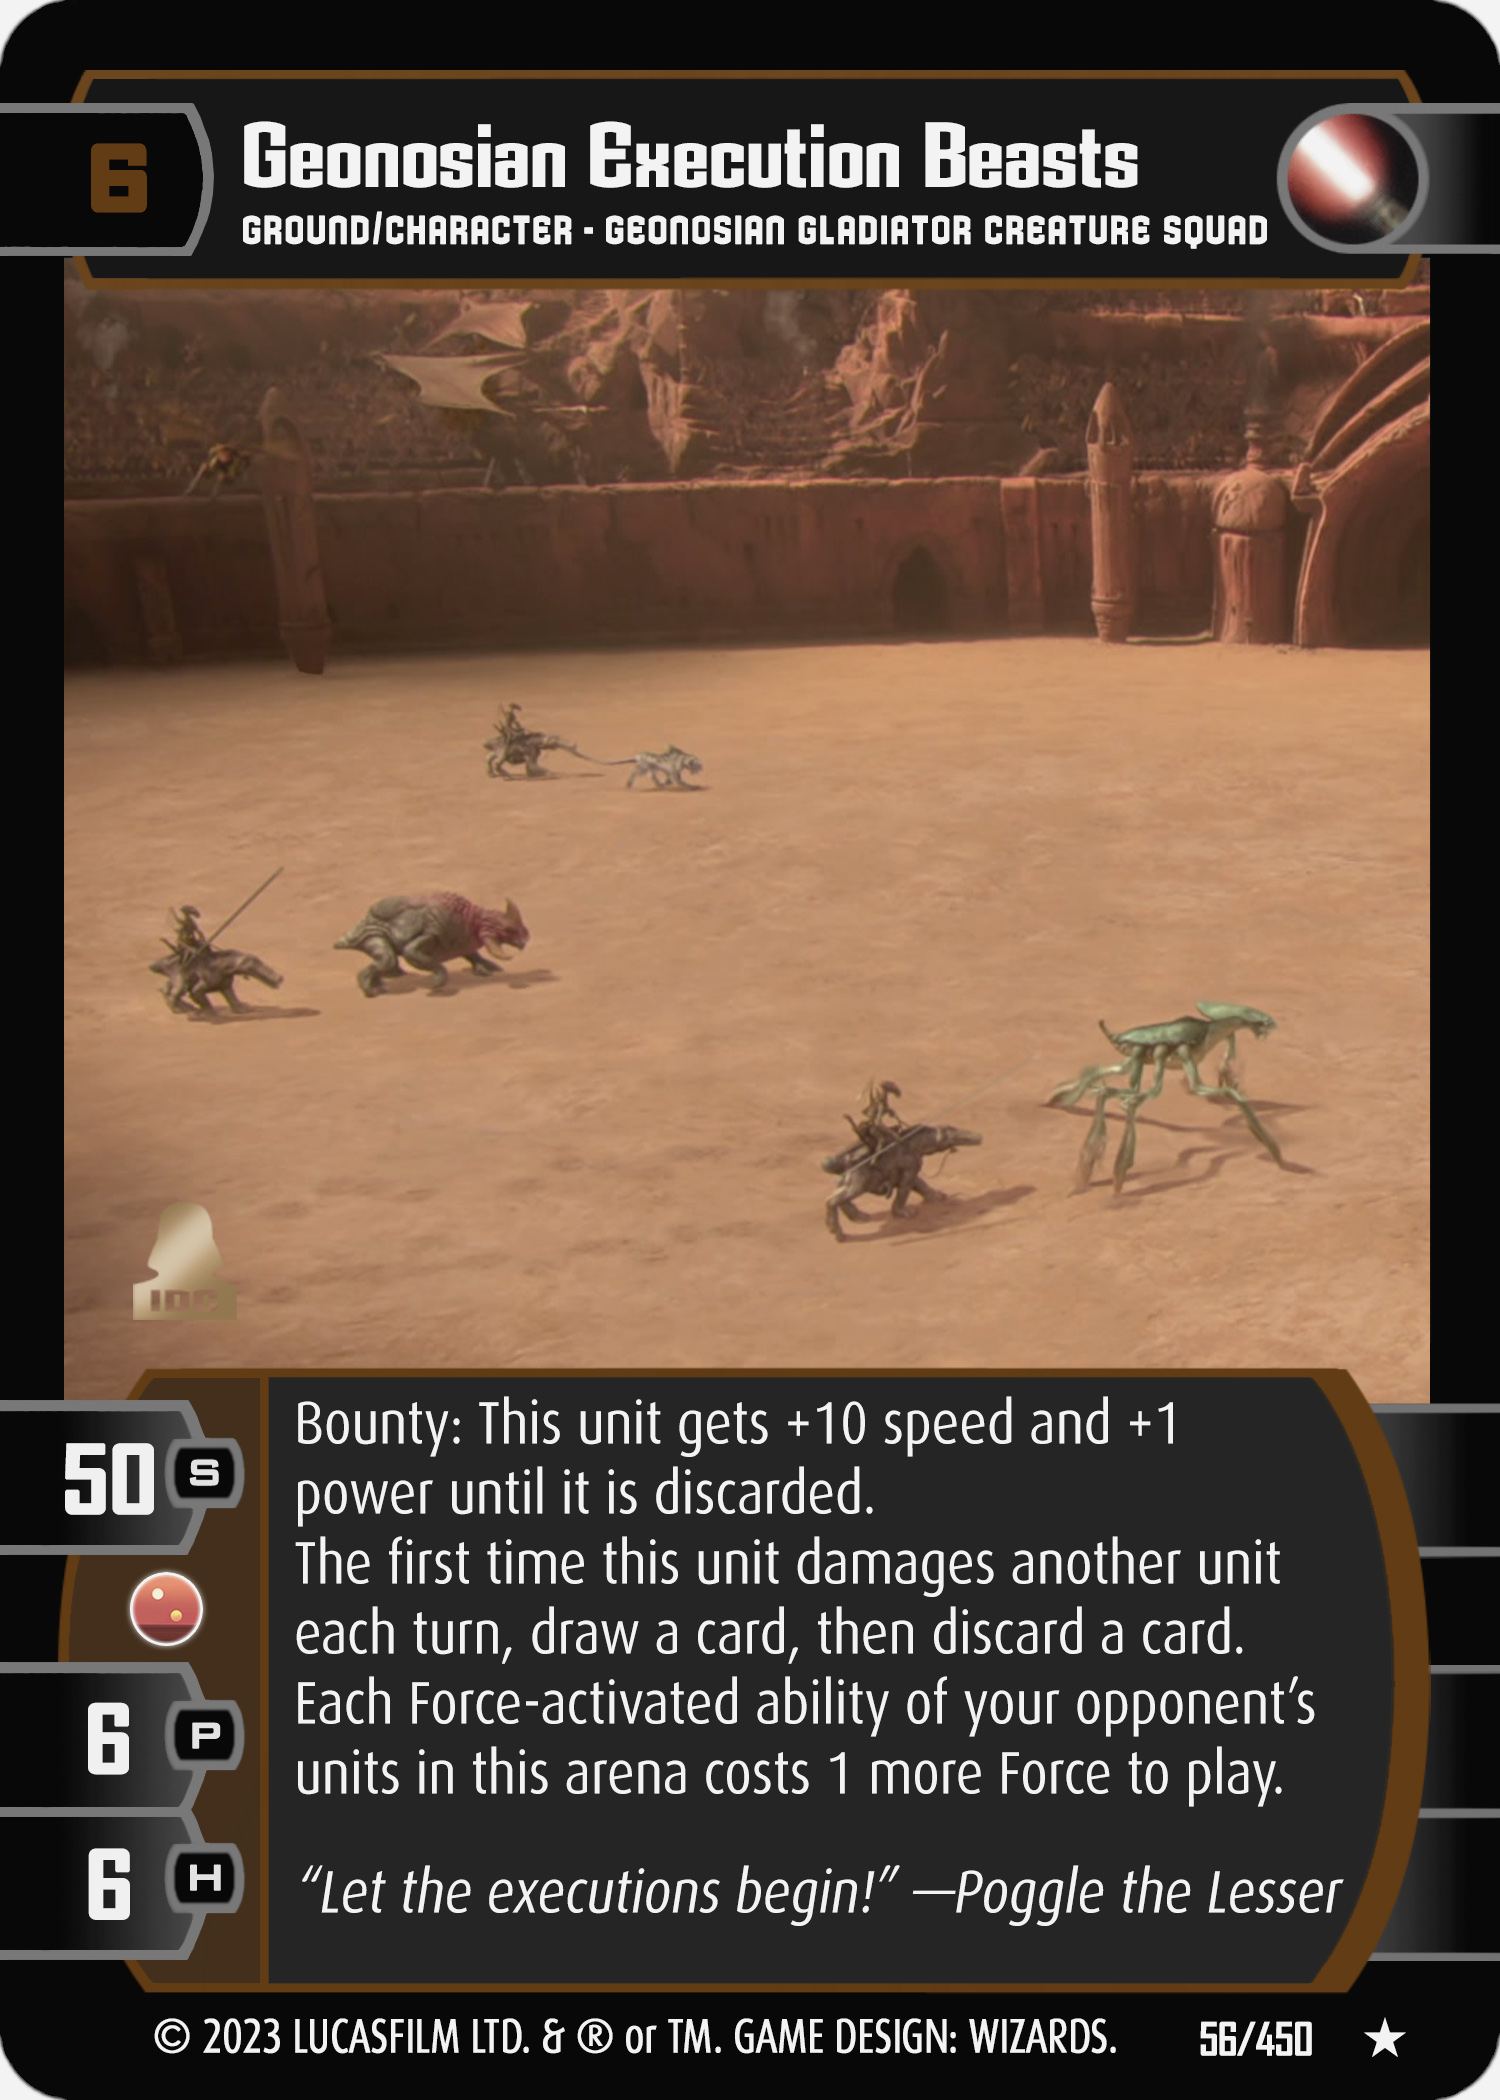 6
Geonosian Execution Beasts
GROUND/CHARACTER - GEONOSIAN GLADIATOR CREATURE SQUAD
IDC
50 S
6 P
6 H
Bounty: This unit gets +10 speed and +1
power until it is discarded.
The first time this unit damages another unit
each turn, draw a card, then discard a card.
Each Force-activated ability of your opponent’s
units in this arena costs 1 more Force to play.
“Let the executions begin!” —Poggle the Lesser
© 2023 LUCASFILM LTD. & ® or TM. GAME DESIGN: WIZARDS.
56/450 ★